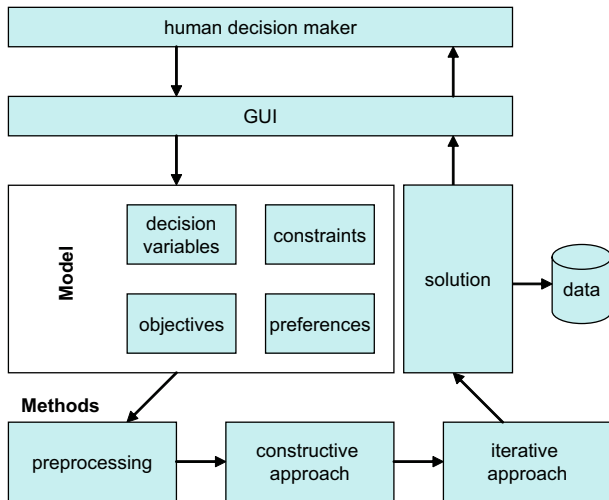 human decision maker
GUI
Model
decision
variables
constraints
objectives
preferences
solution
data
Methods
preprocessing
constructive
approach
iterative
approach